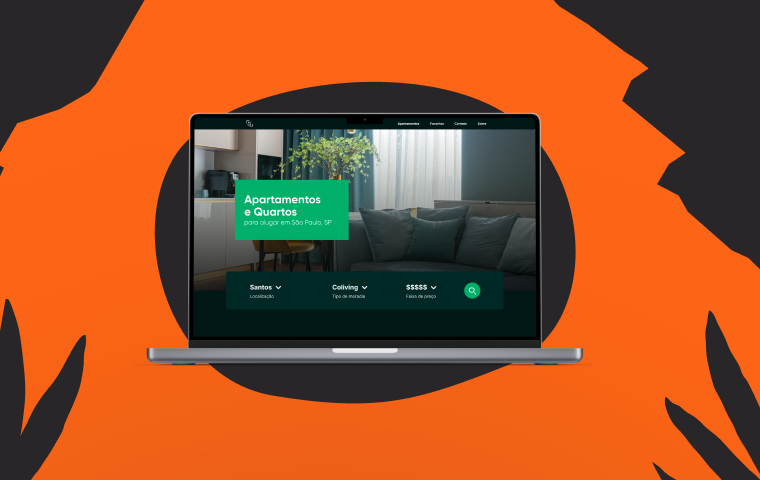 Apartamentos Favoritos Contato Sobre
Apartamentos
e Quartos
para alugar em São Paulo, SP
Santos Coliving $$$$$
Localização Tipo de moradia Faixa de preço